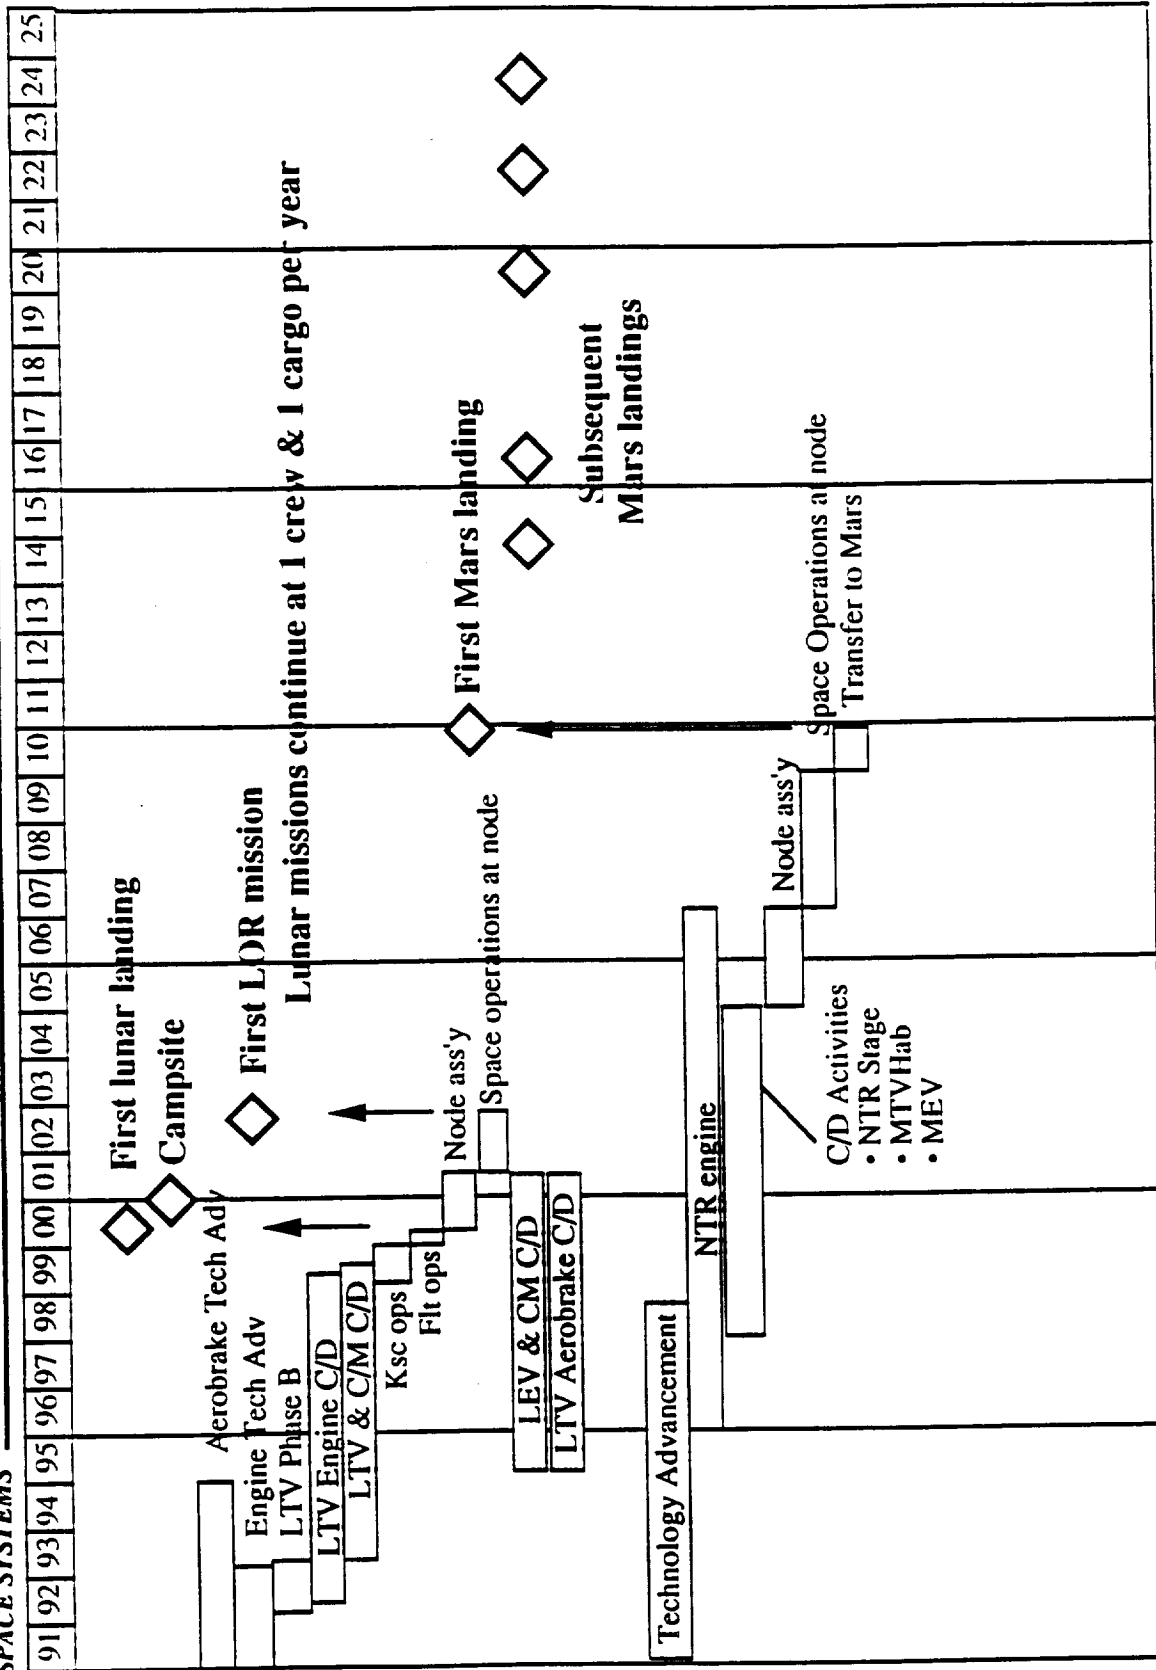 SPACE SYSTEMS
91 92 93 94 95 96 97 98 99 00 01 02 03 04 05 06 07 08 09 10 11 12 13 14 15 16 17 18 19 20 21 22 23 24 25
First lunar landing
Campsite
Aerobrake Tech Adv
First LOR mission
Engine Tech Adv
LTV Phase B
Lunar missions continue at 1 crew & 1 cargo per year
LTV Engine C/D
LTV & C/M C/D
Ksc ops
Flt ops
Node ass'y
Space operations at node
First Mars landing
LEV & CM C/D
LTV Aerobrake C/D
Subsequent
Mars landings
Technology Advancement
NTR engine
Node ass'y
Space Operations at node
Transfer to Mars
C/D Activities
• NTR Stage
• MTVHab
• MEV